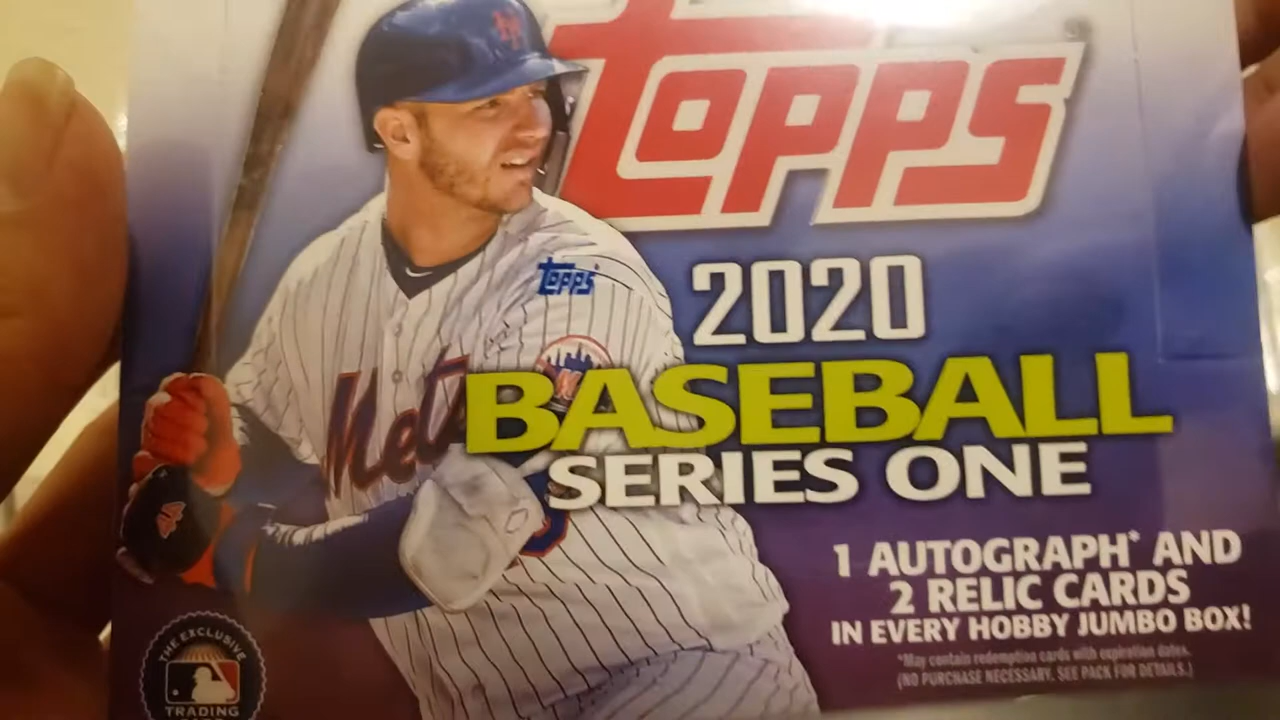 TOPPS
TOPPS
2020
Mets
BASEBALL
SERIES ONE
1 AUTOGRAPH* AND
2 RELIC CARDS
IN EVERY HOBBY JUMBO BOX!
*May contain redemption cards with expiration dates.
(NO PURCHASE NECESSARY. SEE PACK FOR DETAILS.)
THE EXCLUSIVE
TRADING